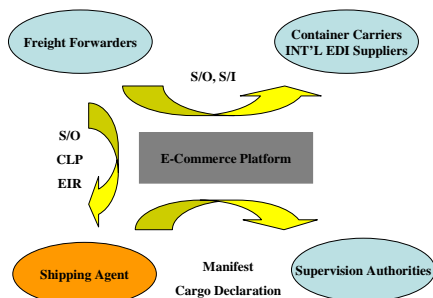 Freight Forwarders
Container Carriers
INT'L EDI Suppliers
S/O, S/I
S/O
CLP
EIR
E-Commerce Platform
Shipping Agent
Manifest
Cargo Declaration
Supervision Authorities